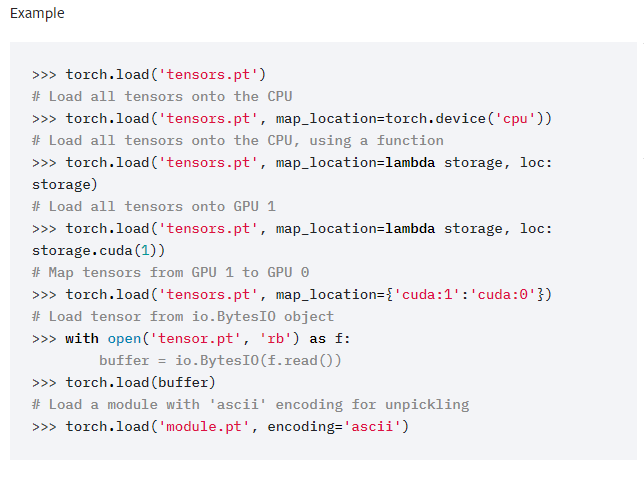 Example
>>> torch.load('tensors.pt')
# Load all tensors onto the CPU
>>> torch.load('tensors.pt', map_location=torch.device('cpu'))
# Load all tensors onto the CPU, using a function
>>> torch.load('tensors.pt', map_location=lambda storage, loc:
storage)
# Load all tensors onto GPU 1
>>> torch.load('tensors.pt', map_location=lambda storage, loc:
storage.cuda(1))
# Map tensors from GPU 1 to GPU 0
>>> torch.load('tensors.pt', map_location={'cuda:1':'cuda:0'})
# Load tensor from io.BytesIO object
>>> with open('tensor.pt', 'rb') as f:
        buffer = io.BytesIO(f.read())
>>> torch.load(buffer)
# Load a module with 'ascii' encoding for unpickling
>>> torch.load('module.pt', encoding='ascii')